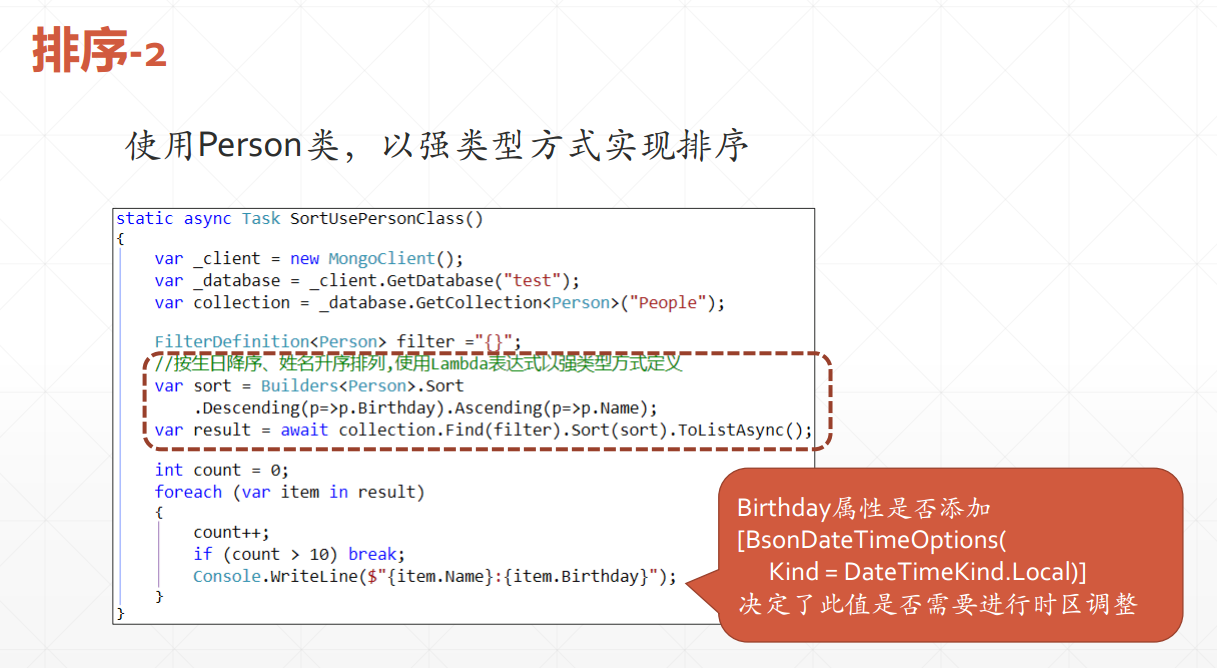 排序-2
使用Person类，以强类型方式实现排序
static async Task SortUsePersonClass()
{
var _client = new MongoClient();
var _database = _client.GetDatabase("test");
var collection = _database.GetCollection<Person>("People");
FilterDefinition<Person> filter ="{}";
//按生日降序、姓名升序排列,使用Lambda表达式以强类型方式定义
var sort = Builders<Person>.Sort
.Descending(p=>p.Birthday).Ascending(p=>p.Name);
var result = await collection.Find(filter).Sort(sort).ToListAsync();
int count = 0;
foreach (var item in result)
{
count++;
if (count > 10) break;
Console.WriteLine($"{item.Name}:{item.Birthday}");
}
}
Birthday属性是否添加
[BsonDateTimeOptions(
Kind = DateTimeKind.Local)]
决定了此值是否需要进行时区调整